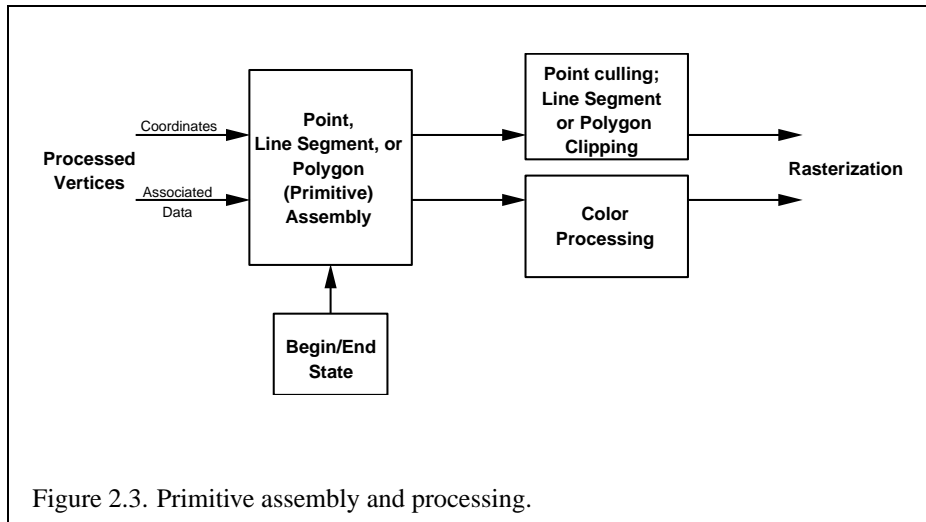 Coordinates
Processed
Vertices
Associated
Data
Point,
Line Segment, or
Polygon
(Primitive)
Assembly
Begin/End
State
Point culling;
Line Segment
or Polygon
Clipping
Color
Processing
Rasterization
Figure 2.3. Primitive assembly and processing.